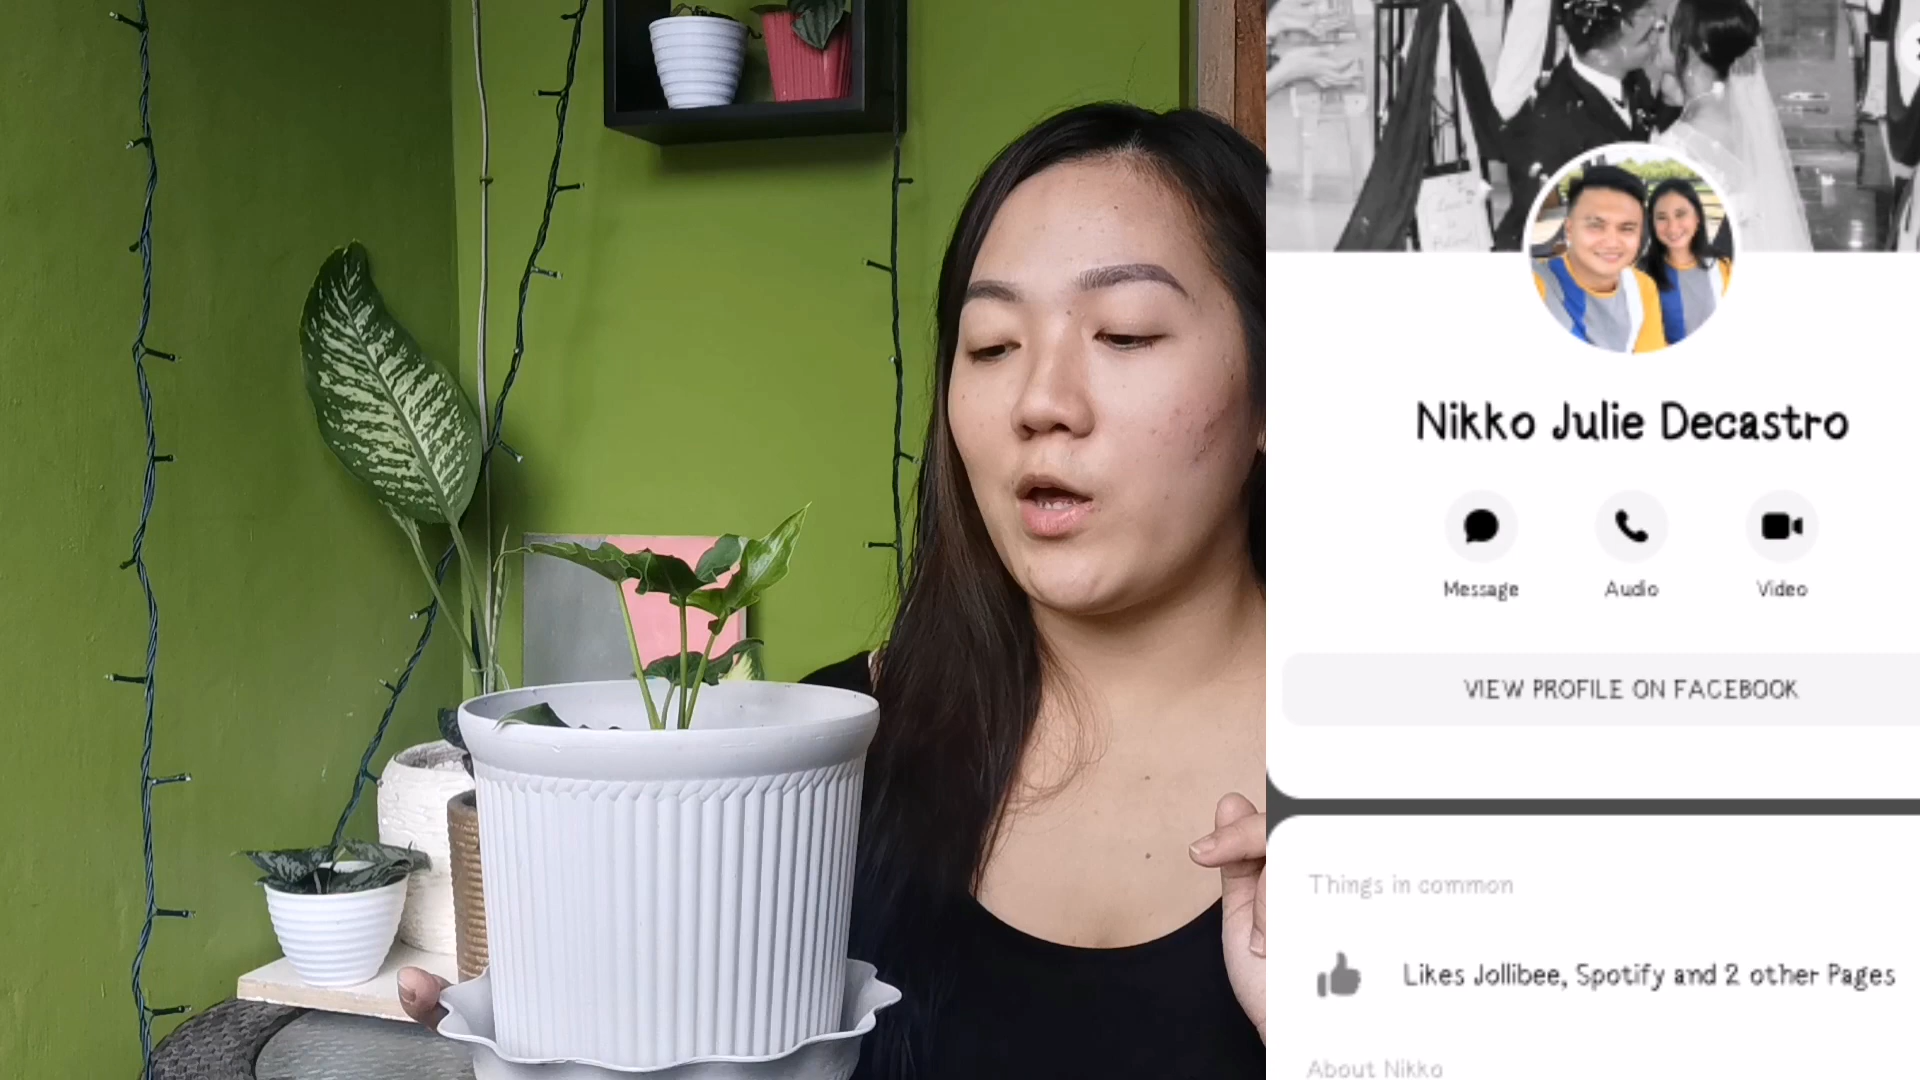 Nikko Julie Decastro
Message
Audio
Video
VIEW PROFILE ON FACEBOOK
Things in common
Likes Jollibee, Spotify and 2 other Pages
About Nikko